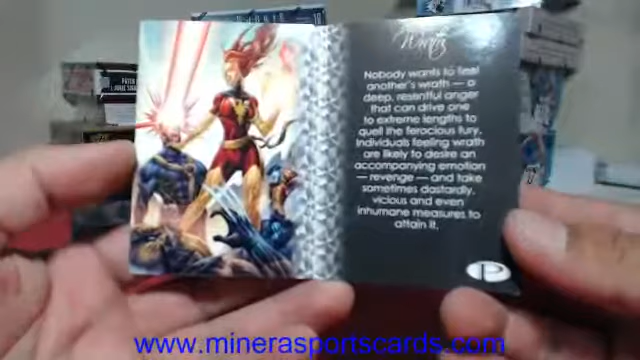 Wrath
Nobody wants to feel
another's wrath — a
deep, resentful anger
that can drive one
to extreme lengths to
quell the ferocious fury.
Individuals feeling wrath
are likely to desire an
accompanying emotion
— revenge — and take
sometimes dastardly,
vicious and even
inhumane measures to
attain it.
P
www.minerasportscards.com